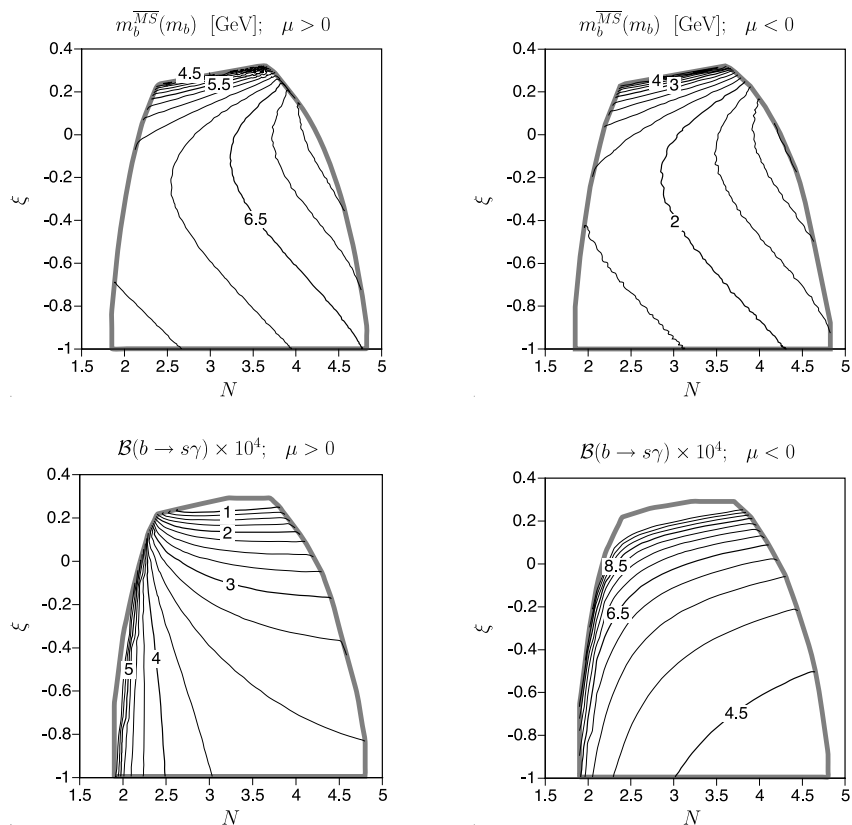 m_b^{\overline{MS}}(m_b) [GeV]; μ > 0
0.4
0.2
0
-0.2
-0.4
-0.6
-0.8
-1
ξ
4.5
5.5
6.5
1.5 2 2.5 3 3.5 4 4.5 5
N
m_b^{\overline{MS}}(m_b) [GeV]; μ < 0
0.4
0.2
0
-0.2
-0.4
-0.6
-0.8
-1
ξ
4
3
2
1.5 2 2.5 3 3.5 4 4.5 5
N
B(b → sγ) × 10^4; μ > 0
0.4
0.2
0
-0.2
-0.4
-0.6
-0.8
-1
ξ
1
2
3
4
5
1.5 2 2.5 3 3.5 4 4.5 5
N
B(b → sγ) × 10^4; μ < 0
0.4
0.2
0
-0.2
-0.4
-0.6
-0.8
-1
ξ
8.5
6.5
4.5
1.5 2 2.5 3 3.5 4 4.5 5
N